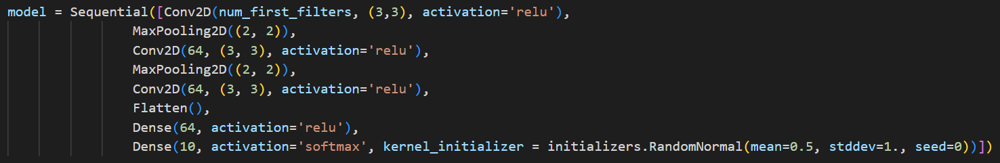 model = Sequential([Conv2D(num_first_filters, (3,3), activation='relu'),
MaxPooling2D((2, 2)),
Conv2D(64, (3, 3), activation='relu'),
MaxPooling2D((2, 2)),
Conv2D(64, (3, 3), activation='relu'),
Flatten(),
Dense(64, activation='relu'),
Dense(10, activation='softmax', kernel_initializer = initializers.RandomNormal(mean=0.5, stddev=1., seed=0))])